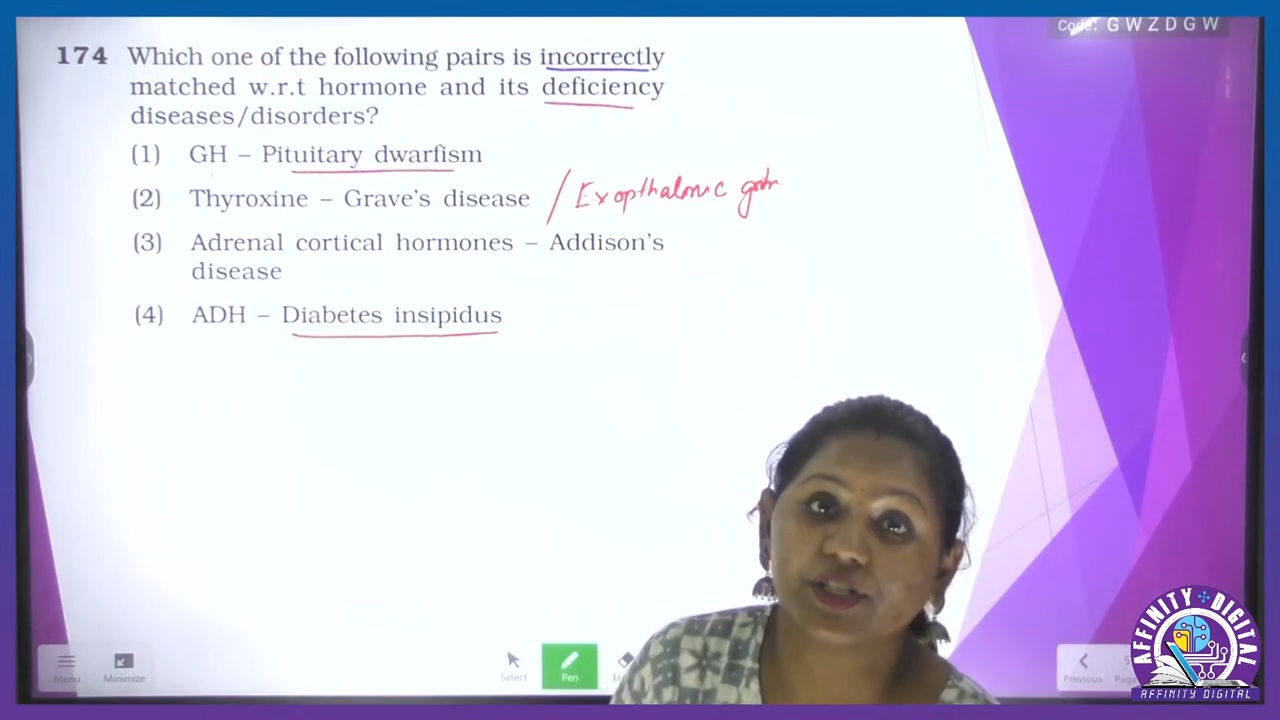 Code: G W Z D G W
174 Which one of the following pairs is incorrectly
matched w.r.t hormone and its deficiency
diseases/disorders?
(1) GH – Pituitary dwarfism
(2) Thyroxine – Grave's disease / Exopthalmic
(3) Adrenal cortical hormones – Addison's
disease
(4) ADH – Diabetes insipidus
Menu
Minimize
Select
Pen
Previous
AFFINITY DIGITAL
AFFINITY DIGITAL